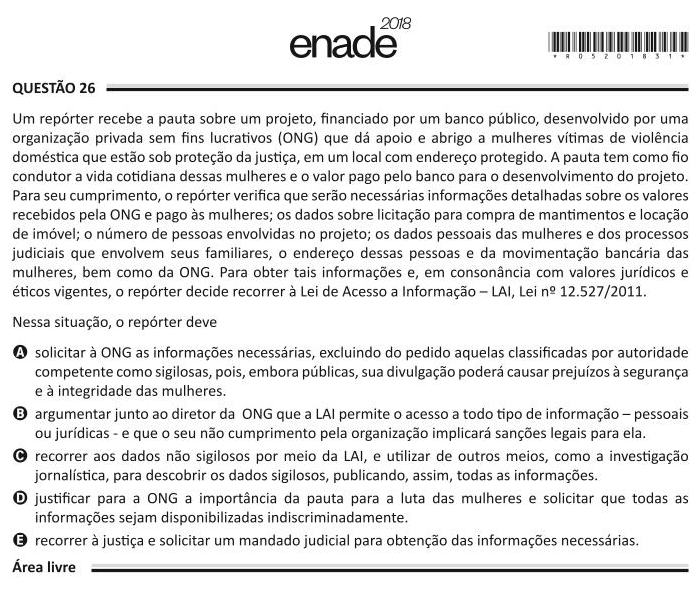 enade 2018
*R05201831*
QUESTÃO 26
Um repórter recebe a pauta sobre um projeto, financiado por um banco público, desenvolvido por uma
organização privada sem fins lucrativos (ONG) que dá apoio e abrigo a mulheres vítimas de violência
doméstica que estão sob proteção da justiça, em um local com endereço protegido. A pauta tem como fio
condutor a vida cotidiana dessas mulheres e o valor pago pelo banco para o desenvolvimento do projeto.
Para seu cumprimento, o repórter verifica que serão necessárias informações detalhadas sobre os valores
recebidos pela ONG e pago às mulheres; os dados sobre licitação para compra de mantimentos e locação
de imóvel; o número de pessoas envolvidas no projeto; os dados pessoais das mulheres e dos processos
judiciais que envolvem seus familiares, o endereço dessas pessoas e da movimentação bancária das
mulheres, bem como da ONG. Para obter tais informações e, em consonância com valores jurídicos e
éticos vigentes, o repórter decide recorrer à Lei de Acesso a Informação – LAI, Lei nº 12.527/2011.
Nessa situação, o repórter deve
A solicitar à ONG as informações necessárias, excluindo do pedido aquelas classificadas por autoridade
competente como sigilosas, pois, embora públicas, sua divulgação poderá causar prejuízos à segurança
e à integridade das mulheres.
B argumentar junto ao diretor da ONG que a LAI permite o acesso a todo tipo de informação – pessoais
ou jurídicas - e que o seu não cumprimento pela organização implicará sanções legais para ela.
C recorrer aos dados não sigilosos por meio da LAI, e utilizar de outros meios, como a investigação
jornalística, para descobrir os dados sigilosos, publicando, assim, todas as informações.
D justificar para a ONG a importância da pauta para a luta das mulheres e solicitar que todas as
informações sejam disponibilizadas indiscriminadamente.
E recorrer à justiça e solicitar um mandado judicial para obtenção das informações necessárias.
Área livre